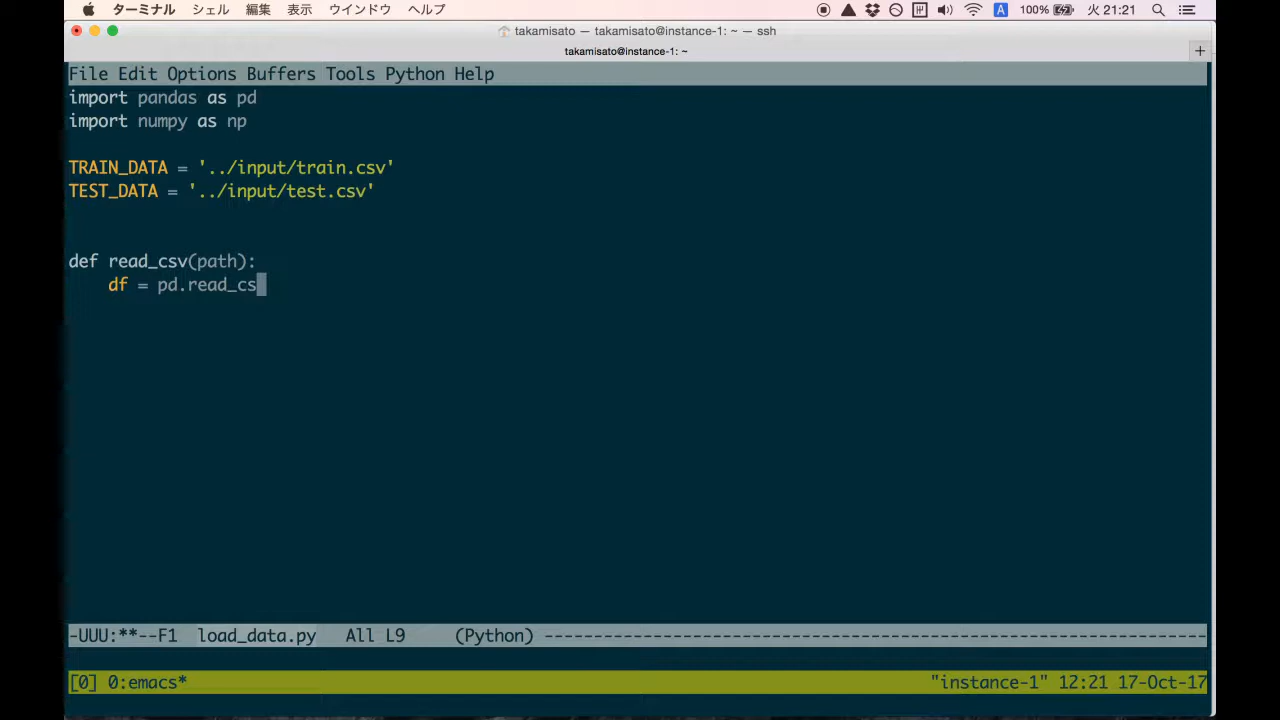 ターミナル シェル 編集 表示 ウインドウ ヘルプ 100% 火 21:21
takamisato — takamisato@instance-1: ~ — ssh
takamisato@instance-1: ~
File Edit Options Buffers Tools Python Help
import pandas as pd
import numpy as np
TRAIN_DATA = '../input/train.csv'
TEST_DATA = '../input/test.csv'
def read_csv(path):
    df = pd.read_cs
-UUU:**--F1  load_data.py   All L9     (Python) -------------------------------------------------------------------
[0] 0:emacs* "instance-1" 12:21 17-Oct-17